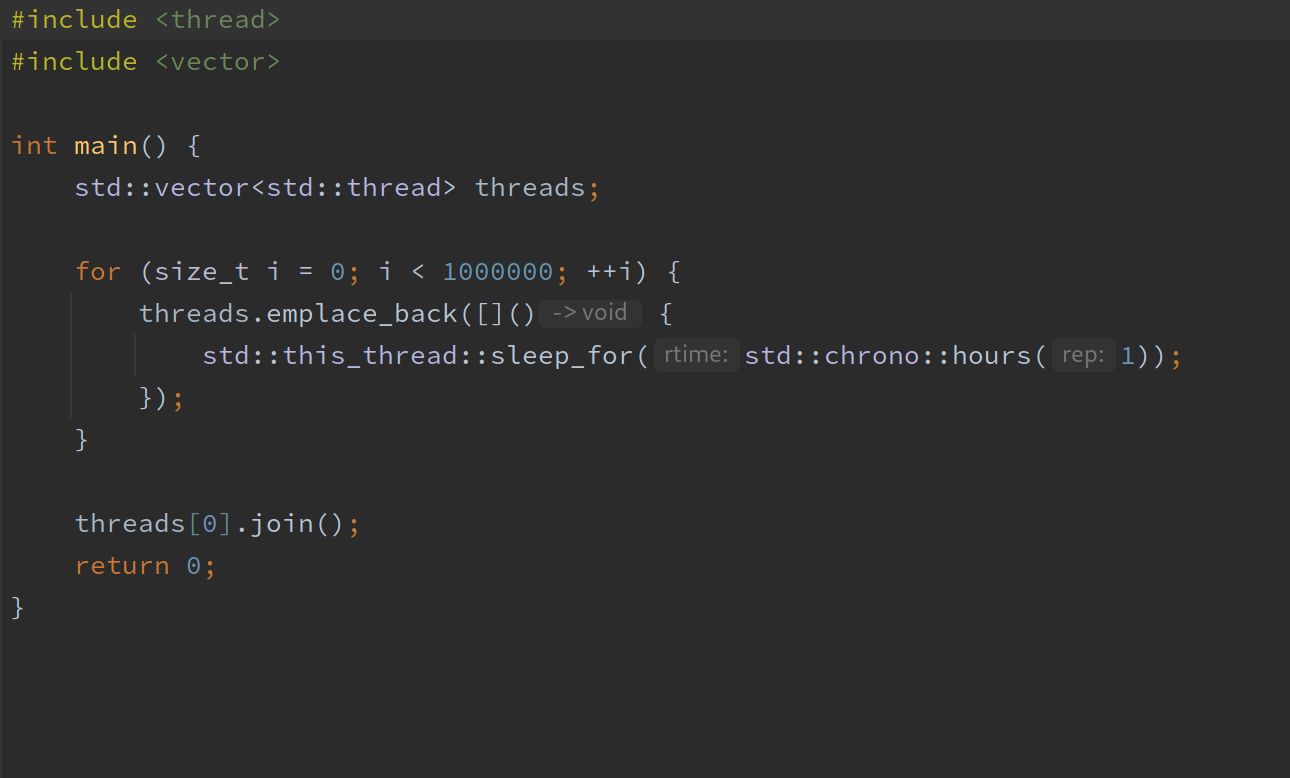 #include <thread>
#include <vector>
int main() {
std::vector<std::thread> threads;
for (size_t i = 0; i < 1000000; ++i) {
threads.emplace_back([]() ->void {
std::this_thread::sleep_for( rtime: std::chrono::hours( rep: 1));
});
}
threads[0].join();
return 0;
}